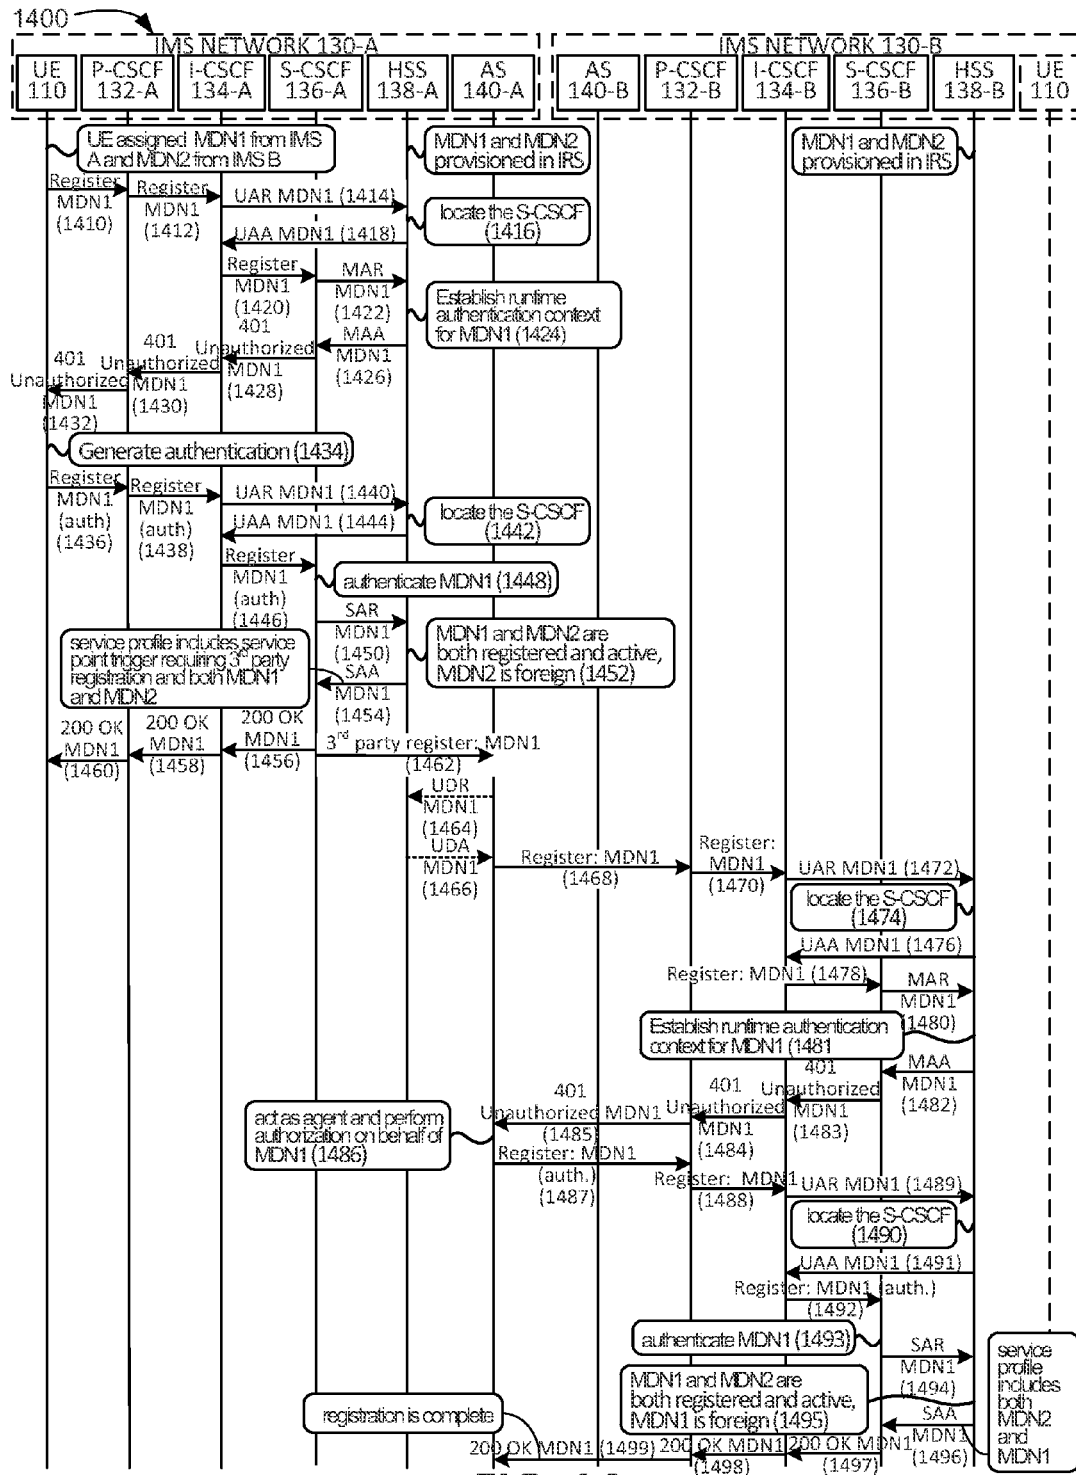 1400
IMS NETWORK 130-A
IMS NETWORK 130-B
UE
110
P-CSCF
132-A
I-CSCF
134-A
S-CSCF
136-A
HSS
138-A
AS
140-A
AS
140-B
P-CSCF
132-B
I-CSCF
134-B
S-CSCF
136-B
HSS
138-B
UE
110
UE assigned MDN1 from IMS
A and MDN2 from IMS B
MDN1 and MDN2
provisioned in IRS
MDN1 and MDN2
provisioned in IRS
Register
MDN1
(1410)
Register
MDN1
(1412)
UAR MDN1 (1414)
locate the S-CSCF
(1416)
UAA MDN1 (1418)
Register
MDN1
(1420)
MAR
MDN1
(1422)
Establish runtime
authentication context
for MDN1 (1424)
MAA
MDN1
(1426)
401
Unauthorized
MDN1
(1428)
401
Unauthorized
MDN1
(1430)
401
Unauthorized
MDN1
(1432)
Generate authentication (1434)
Register
MDN1
(auth)
(1436)
Register
MDN1
(auth)
(1438)
UAR MDN1 (1440)
locate the S-CSCF
(1442)
UAA MDN1 (1444)
Register
MDN1
(auth)
(1446)
authenticate MDN1 (1448)
SAR
MDN1
(1450)
MDN1 and MDN2 are
both registered and active,
MDN2 is foreign (1452)
service profile includes service
point trigger requiring 3rd party
registration and both MDN1
and MDN2
SAA
MDN1
(1454)
200 OK
MDN1
(1456)
200 OK
MDN1
(1458)
200 OK
MDN1
(1460)
3rd party register: MDN1
(1462)
UDR
MDN1
(1464)
UDA
MDN1
(1466)
Register: MDN1
(1468)
Register:
MDN1
(1470)
UAR MDN1 (1472)
locate the S-CSCF
(1474)
UAA MDN1 (1476)
Register: MDN1 (1478)
MAR
MDN1
(1480)
Establish runtime authentication
context for MDN1 (1481
MAA
MDN1
(1482)
401
Unauthorized
MDN1
(1483)
401
Unauthorized
MDN1
(1484)
401
Unauthorized MDN1
(1485)
act as agent and perform
authorization on behalf of
MDN1 (1486)
Register: MDN1
(auth.)
(1487)
Register: MDN1
(1488)
UAR MDN1 (1489)
locate the S-CSCF
(1490)
UAA MDN1 (1491)
Register: MDN1 (auth.)
(1492)
authenticate MDN1 (1493)
SAR
MDN1
(1494)
MDN1 and MDN2 are
both registered and active,
MDN1 is foreign (1495)
service
profile
includes
both
MDN2
and
MDN1
SAA
MDN1
(1496)
200 OK MDN1
(1497)
200 OK MDN1
(1498)
200 OK MDN1 (1499)
registration is complete